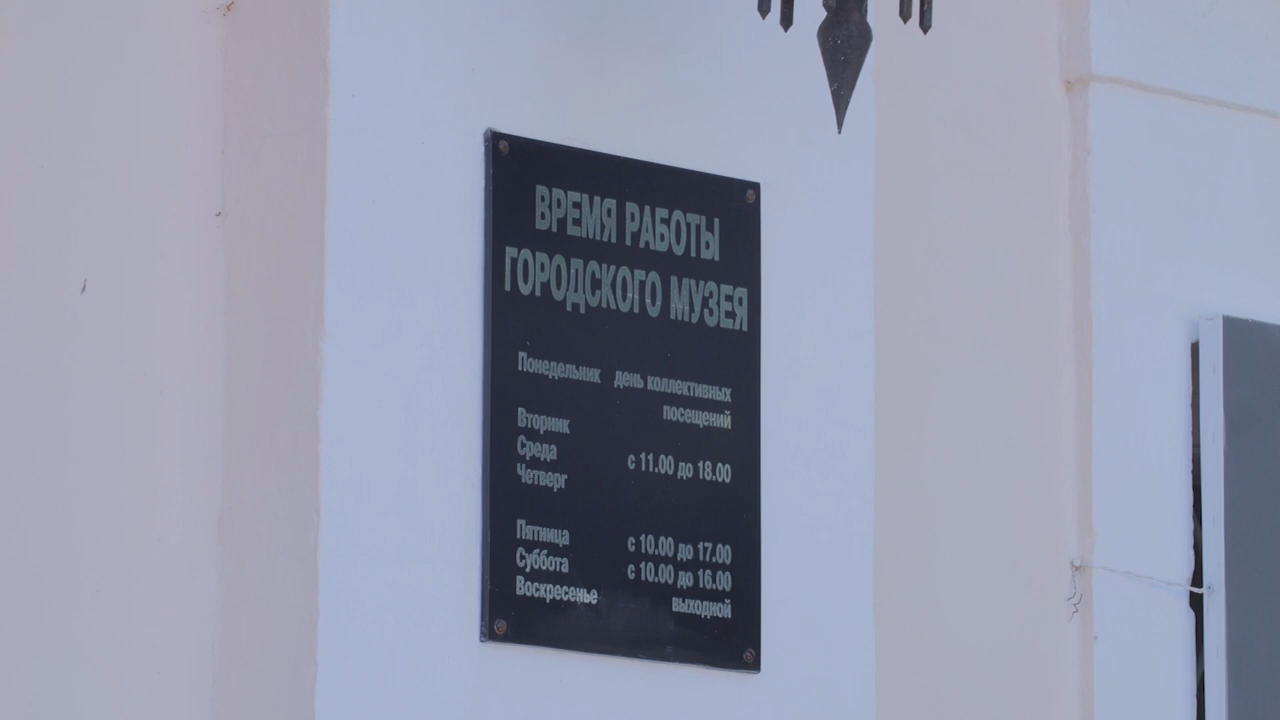 ВРЕМЯ РАБОТЫ
ГОРОДСКОГО МУЗЕЯ
Понедельник день коллективных
посещений
Вторник
Среда с 11.00 до 18.00
Четверг
Пятница с 10.00 до 17.00
Суббота с 10.00 до 16.00
Воскресенье выходной